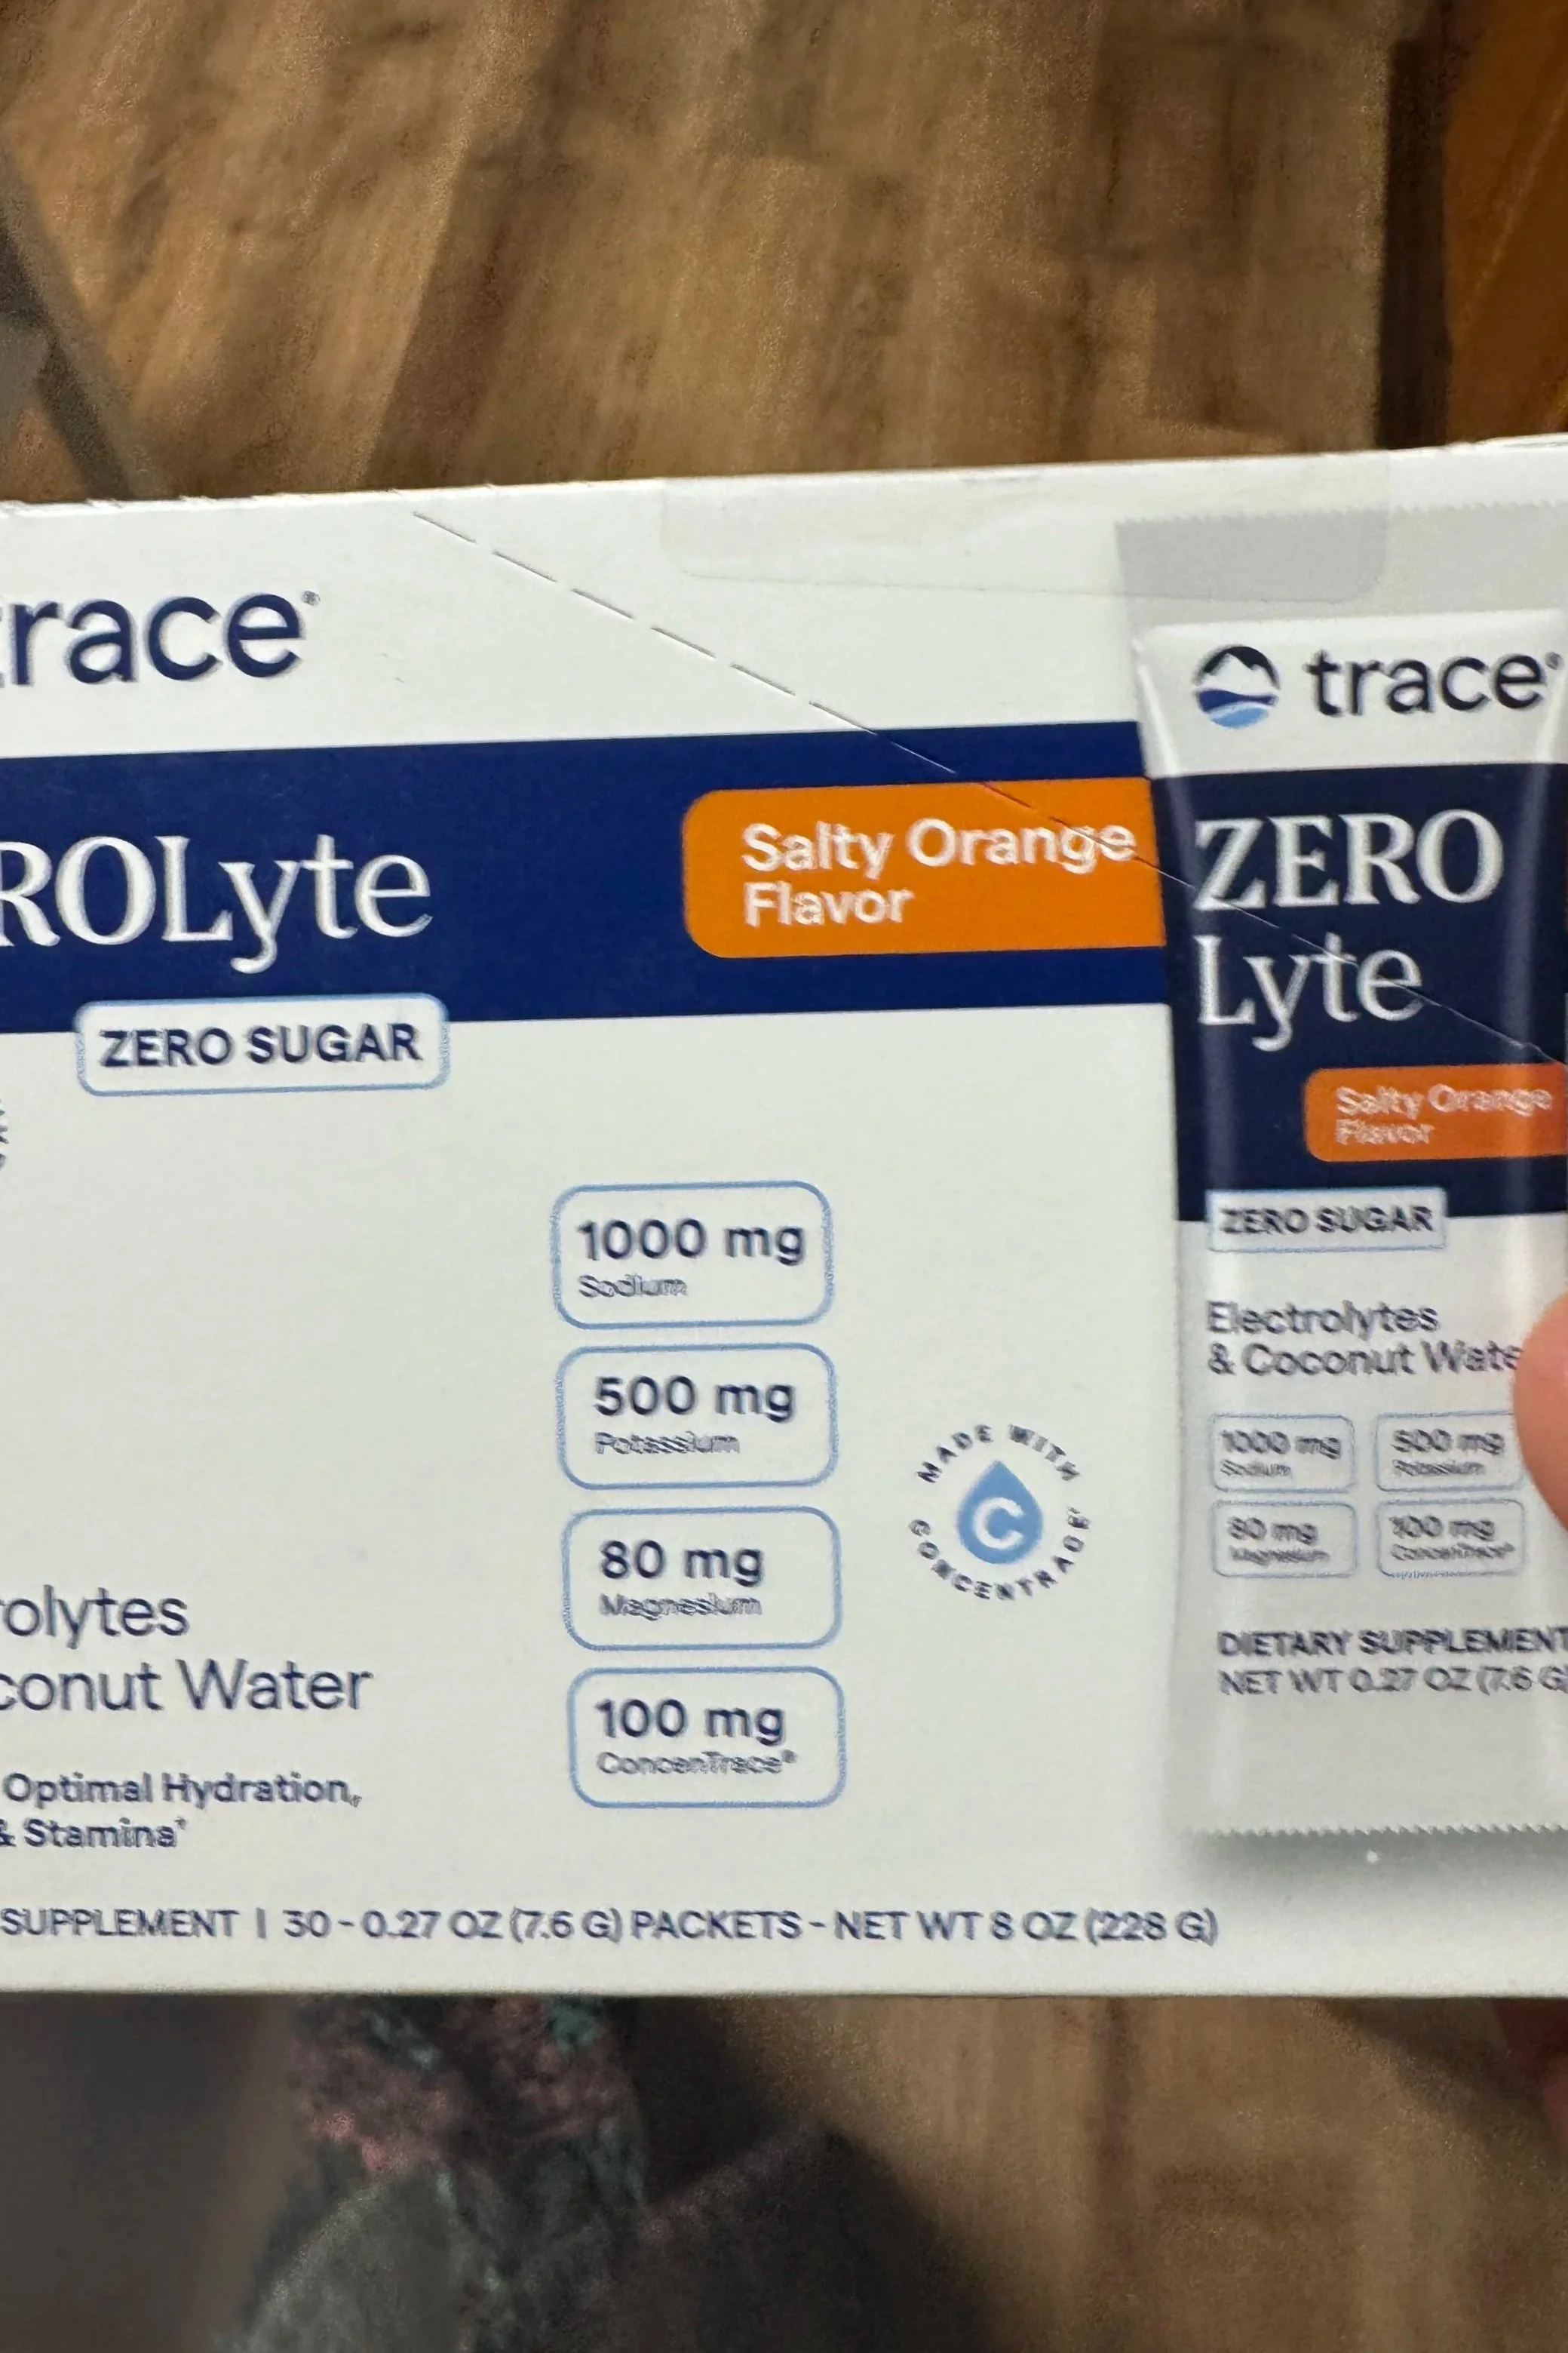 trace®
ROLyte
Salty Orange
Flavor
ZERO SUGAR
1000 mg
Sodium
500 mg
Potassium
80 mg
Magnesium
100 mg
ConcenTrace®
MADE WITH
CONCENTRACE®
C
olytes
conut Water
Optimal Hydration,
& Stamina*
SUPPLEMENT | 30 - 0.27 OZ (7.6 G) PACKETS - NET WT 8 OZ (228 G)
trace®
ZERO
Lyte
Salty Orange
Flavor
ZERO SUGAR
Electrolytes
& Coconut Wate
1000 mg
Sodium
500 mg
Potassium
80 mg
Magnesium
100 mg
ConcenTrace®
DIETARY SUPPLEMENT
NET WT 0.27 OZ (7.6 G)